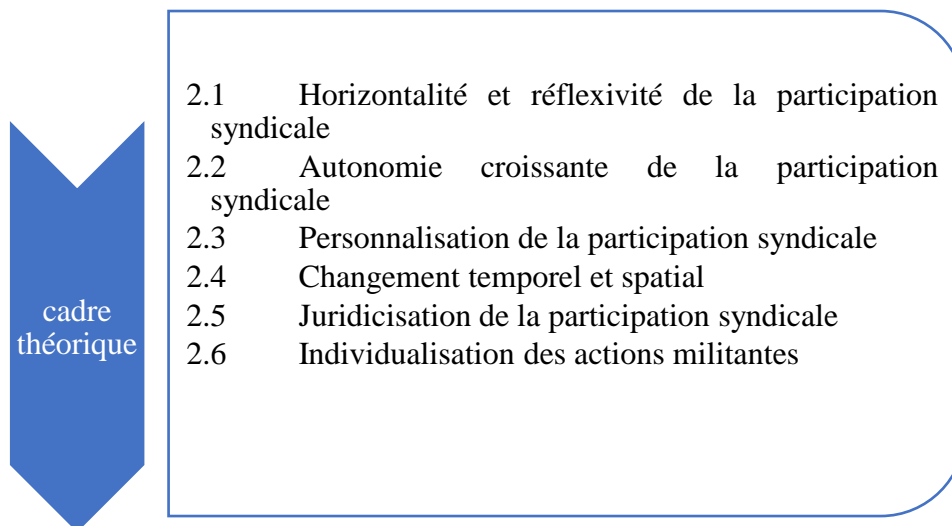 2.1 Horizontalité et réflexivité de la participation
syndicale
2.2 Autonomie croissante de la participation
syndicale
2.3 Personnalisation de la participation syndicale
2.4 Changement temporel et spatial
2.5 Juridicisation de la participation syndicale
2.6 Individualisation des actions militantes
cadre
théorique